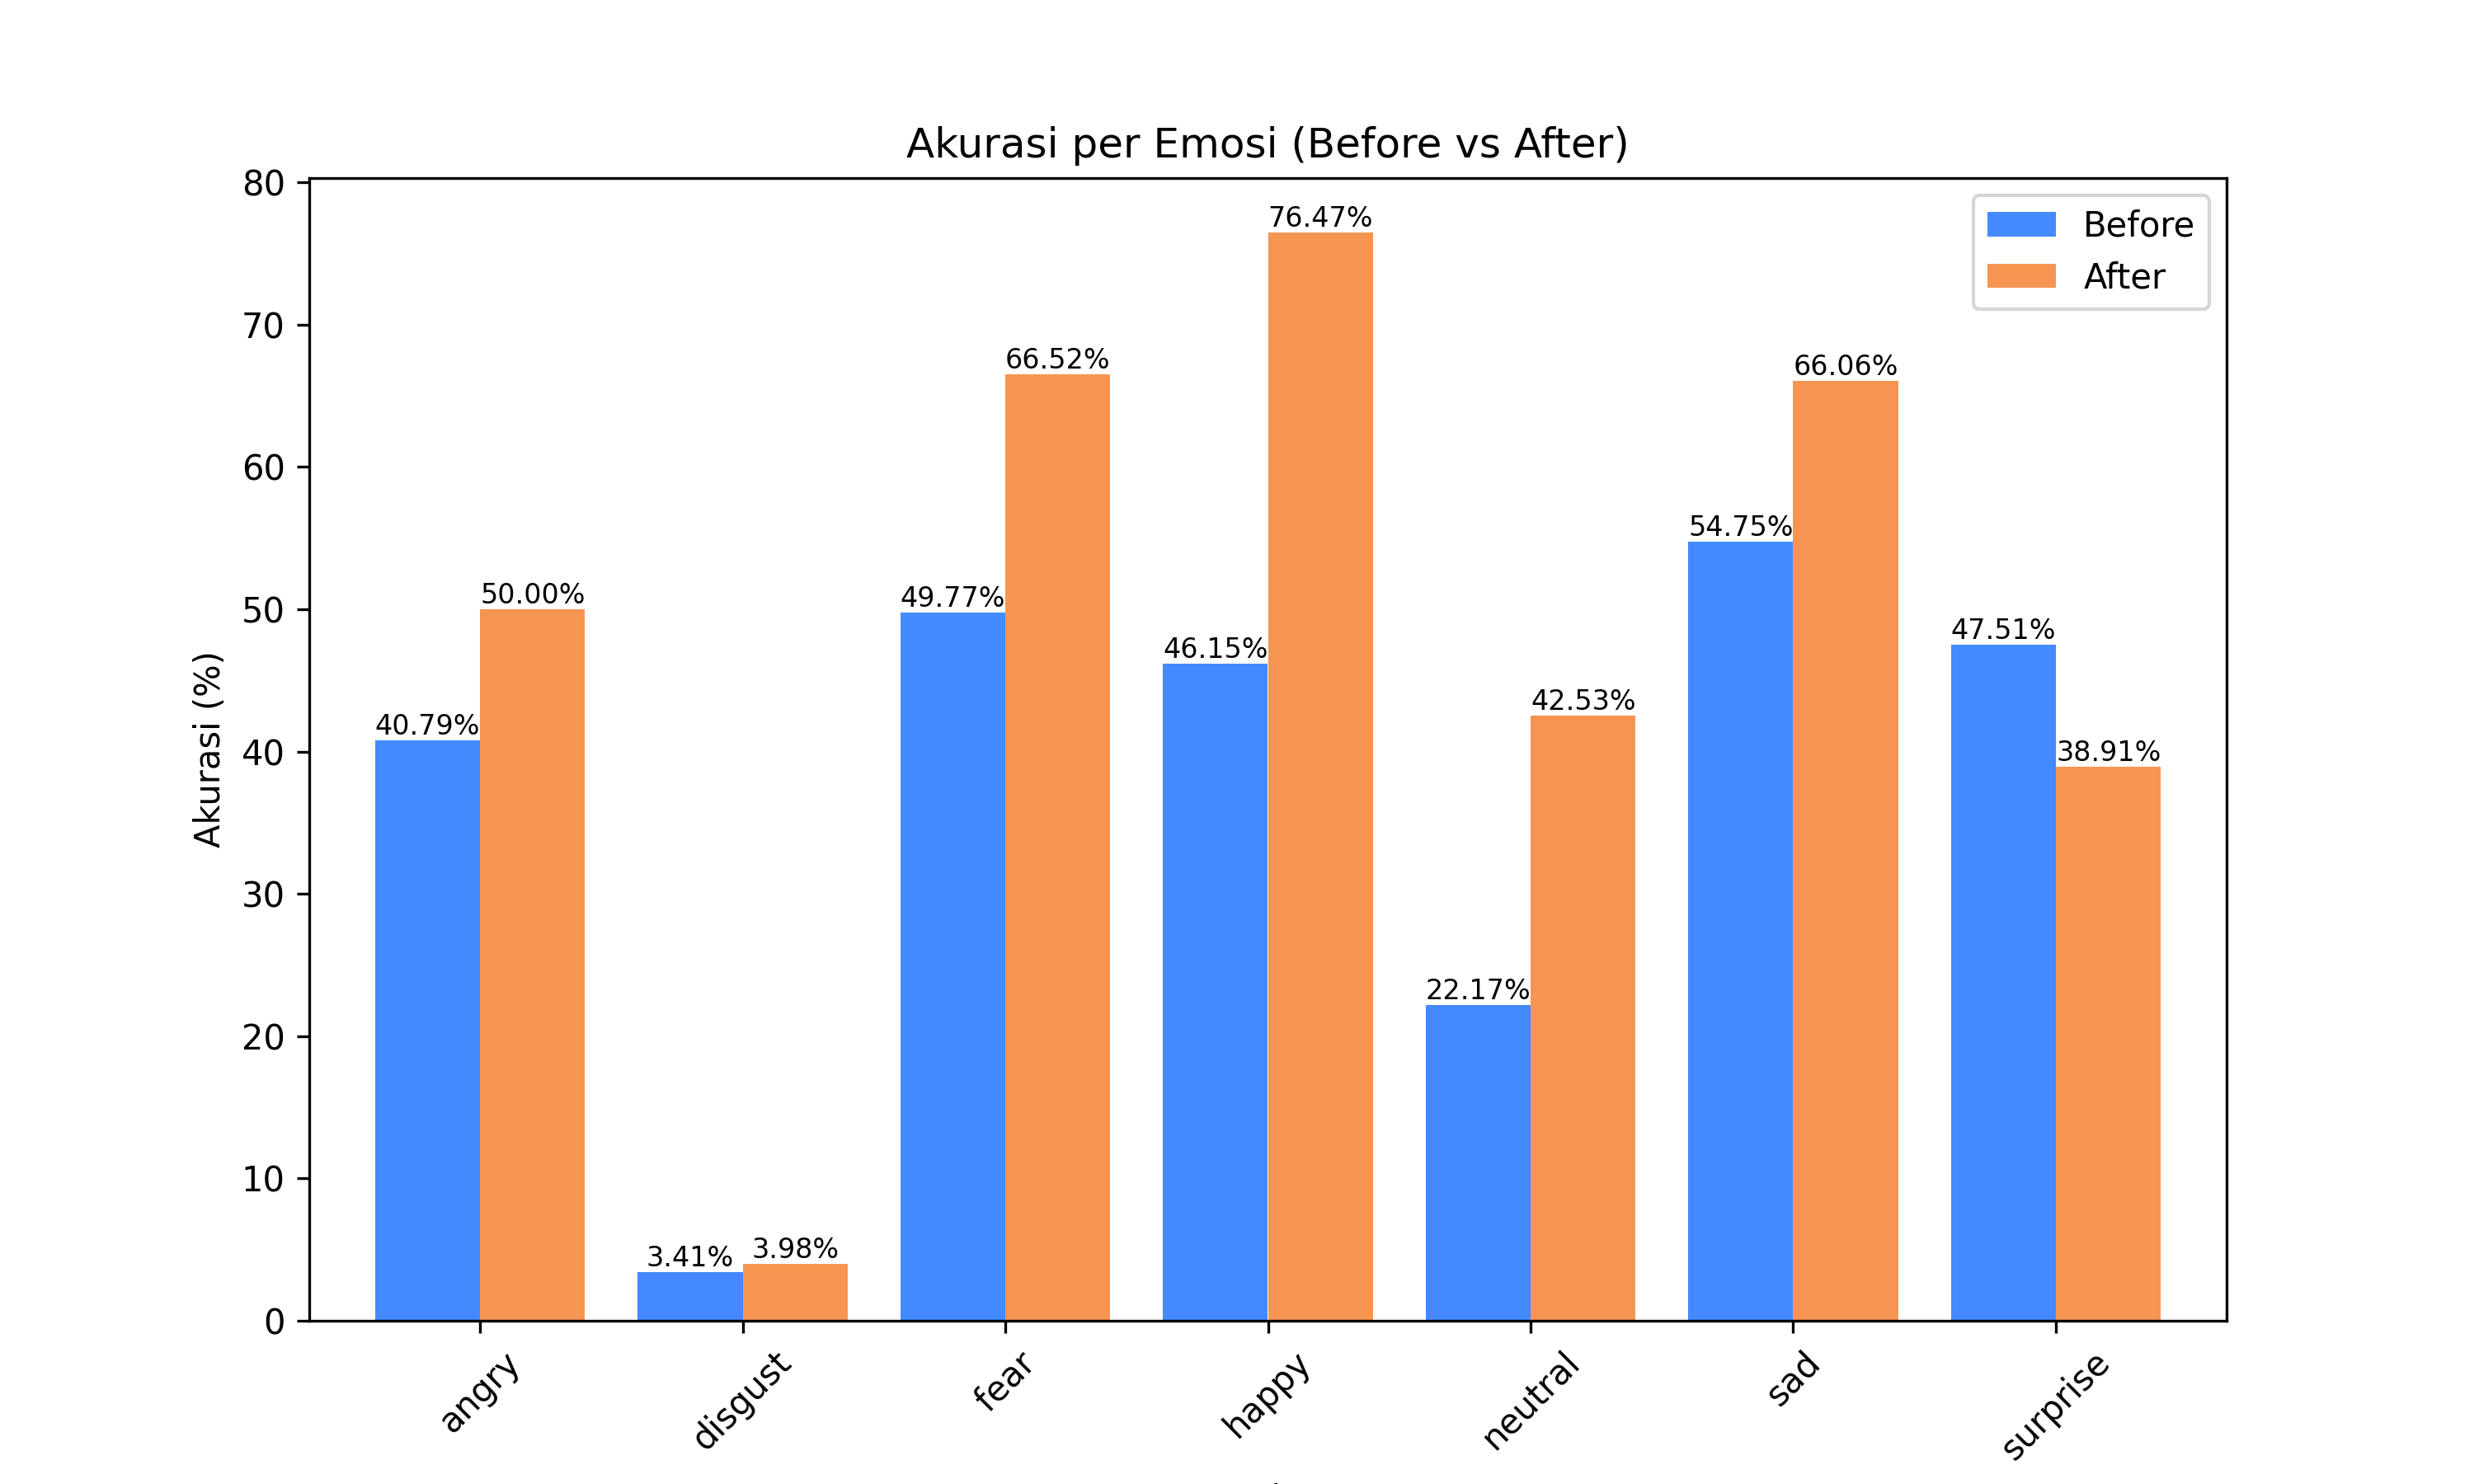 Akurasi per Emosi (Before vs After)
80
70
60
50
40
30
20
10
0
Akurasi (%)
Before
After
40.79%
50.00%
3.41%
3.98%
49.77%
66.52%
46.15%
76.47%
22.17%
42.53%
54.75%
66.06%
47.51%
38.91%
angry
disgust
fear
happy
neutral
sad
surprise